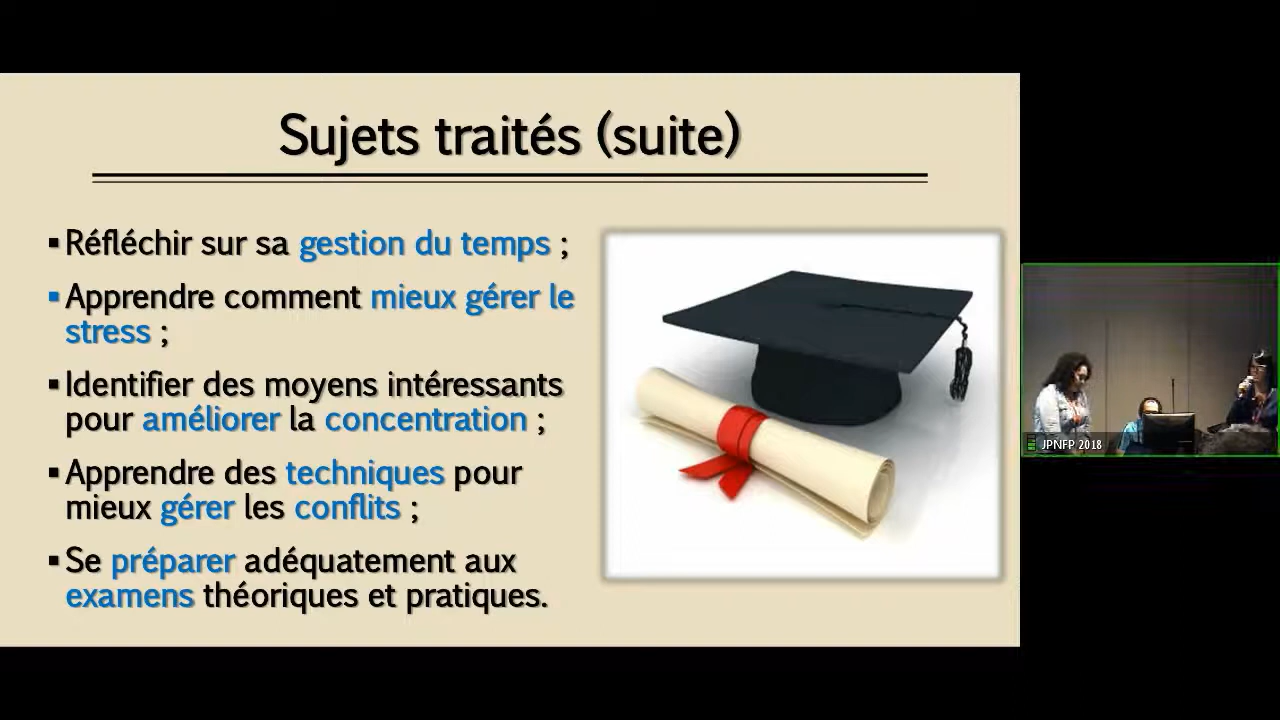 Sujets traités (suite)
▪Réfléchir sur sa gestion du temps ;
▪Apprendre comment mieux gérer le
stress ;
▪Identifier des moyens intéressants
pour améliorer la concentration ;
▪Apprendre des techniques pour
mieux gérer les conflits ;
▪Se préparer adéquatement aux
examens théoriques et pratiques.
JPNFP 2018